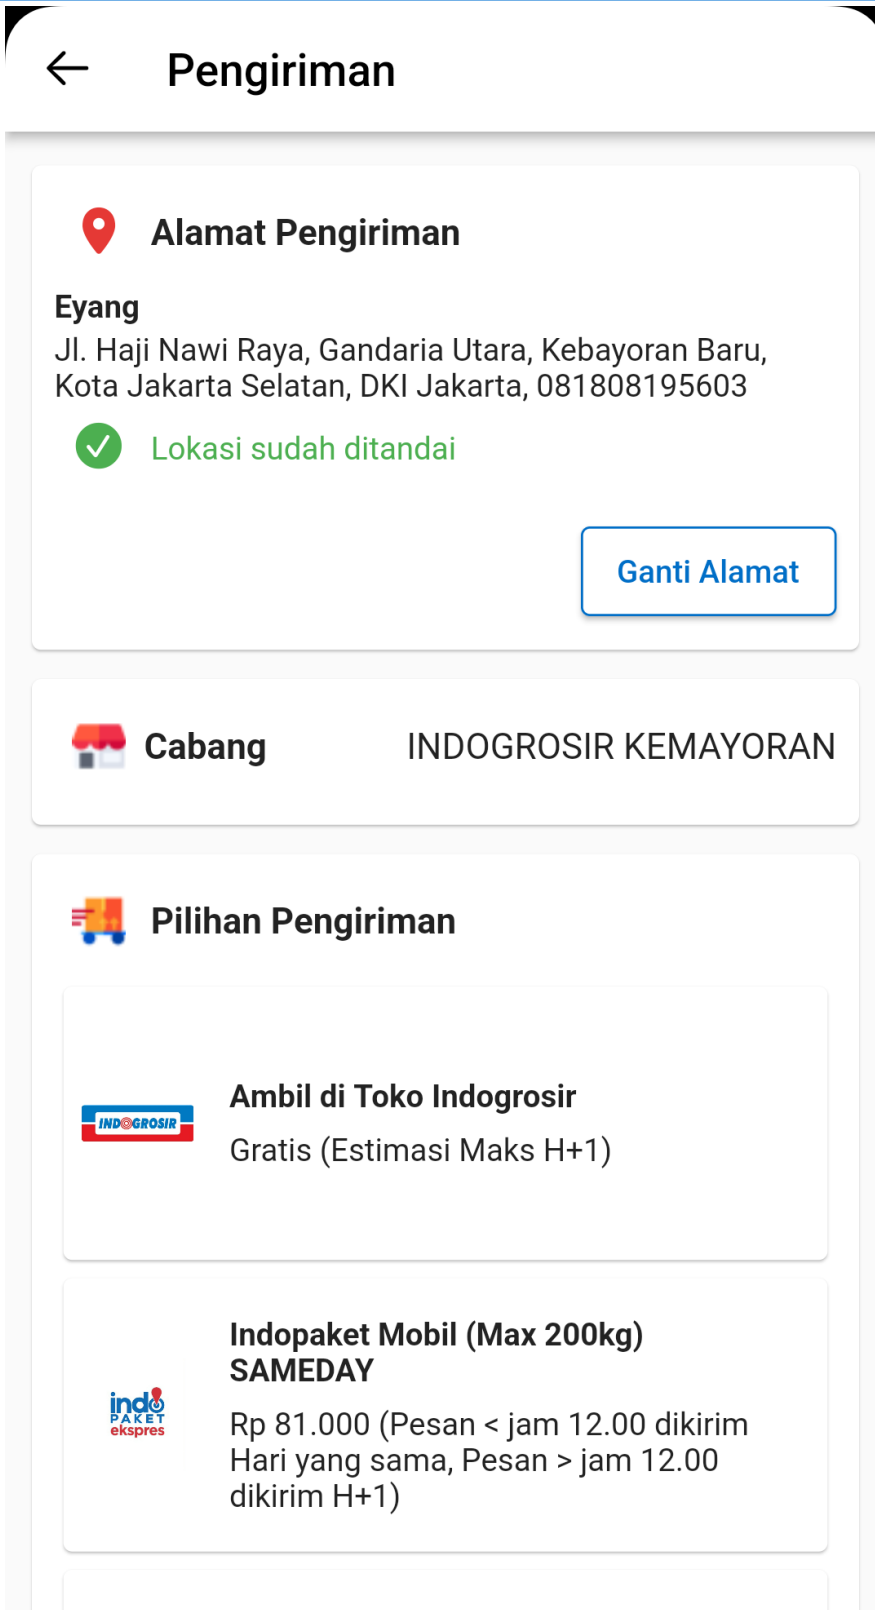 Pengiriman
Alamat Pengiriman
Eyang
Jl. Haji Nawi Raya, Gandaria Utara, Kebayoran Baru,
Kota Jakarta Selatan, DKI Jakarta, 081808195603
Lokasi sudah ditandai
Ganti Alamat
Cabang INDOGROSIR KEMAYORAN
Pilihan Pengiriman
INDOGROSIR
Ambil di Toko Indogrosir
Gratis (Estimasi Maks H+1)
indo
PAKET
ekspres
Indopaket Mobil (Max 200kg)
SAMEDAY
Rp 81.000 (Pesan < jam 12.00 dikirim
Hari yang sama, Pesan > jam 12.00
dikirim H+1)